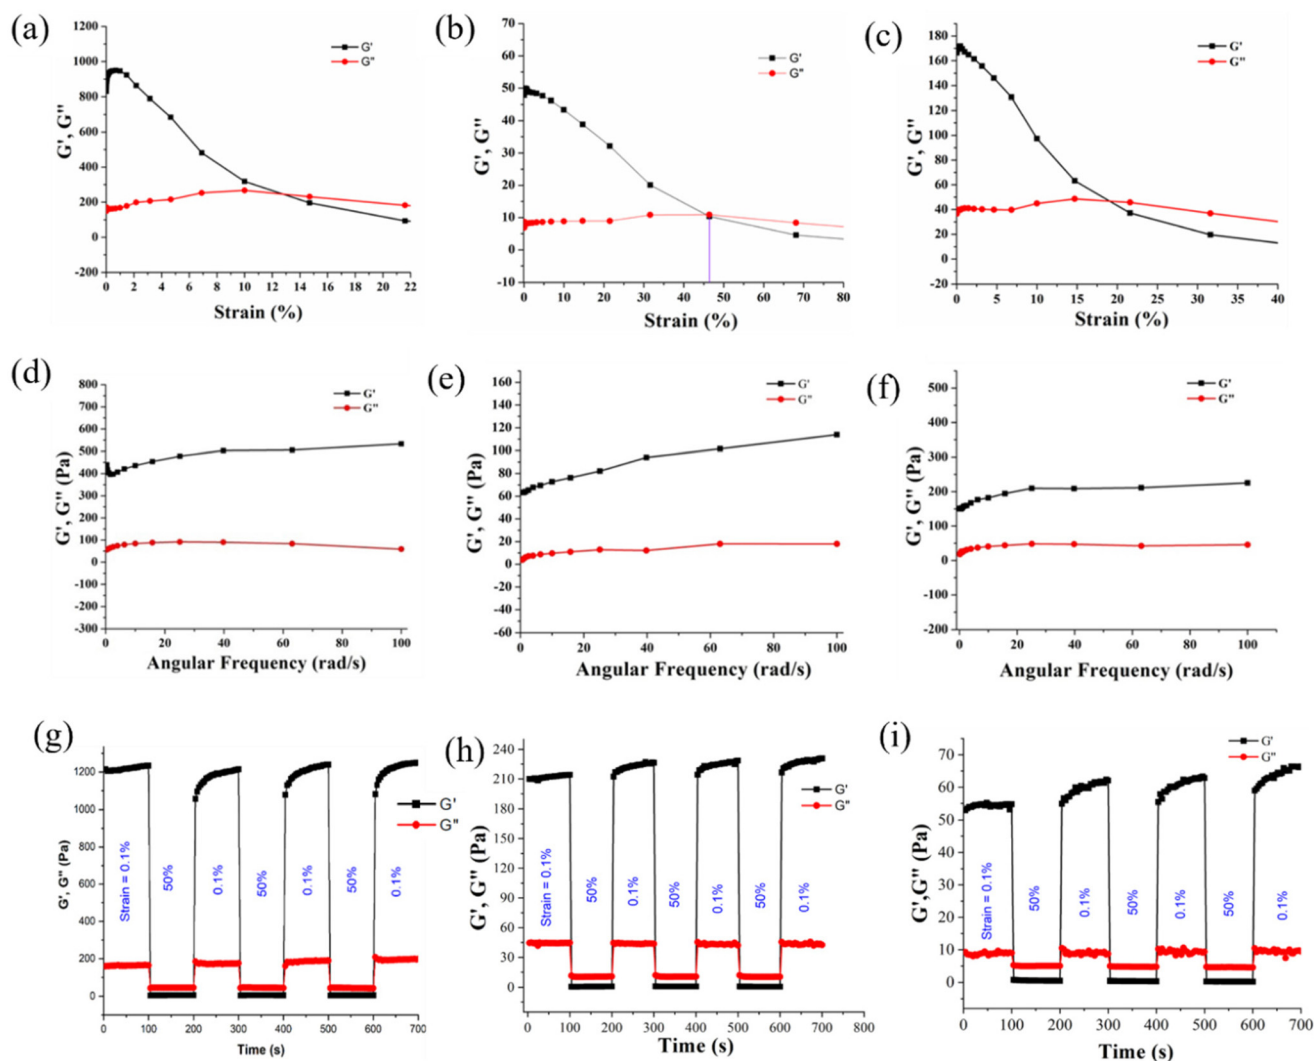 (a)
G'
G"
1200
1000
800
600
400
200
0
-200
G', G"
0 2 4 6 8 10 12 14 16 18 20 22
Strain (%)
(b)
G'
G"
70
60
50
40
30
20
10
0
-10
G', G"
0 10 20 30 40 50 60 70 80
Strain (%)
(c)
G'
G"
180
160
140
120
100
80
60
40
20
0
-20
G', G"
0 5 10 15 20 25 30 35 40
Strain (%)
(d)
G'
G"
800
700
600
500
400
300
200
100
0
-100
-200
-300
G', G" (Pa)
0 20 40 60 80 100
Angular Frequency (rad/s)
(e)
G'
G"
160
140
120
100
80
60
40
20
0
-20
-40
-60
G', G" (Pa)
0 20 40 60 80 100
Angular Frequency (rad/s)
(f)
G'
G"
500
400
300
200
100
0
-100
-200
G', G" (Pa)
0 20 40 60 80 100
Angular Frequency (rad/s)
(g)
1200
1000
800
600
400
200
0
G', G" (Pa)
G'
G"
Strain = 0.1%
50%
0.1%
50%
0.1%
50%
0.1%
0 100 200 300 400 500 600 700
Time (s)
(h)
240
210
180
150
120
90
60
30
0
G', G" (Pa)
G'
G"
Strain = 0.1%
50%
0.1%
50%
0.1%
50%
0.1%
0 100 200 300 400 500 600 700 800
Time (s)
(i)
G'
G"
70
60
50
40
30
20
10
0
G',G" (Pa)
Strain = 0.1%
50%
0.1%
50%
0.1%
50%
0.1%
0 100 200 300 400 500 600 700
Time (s)